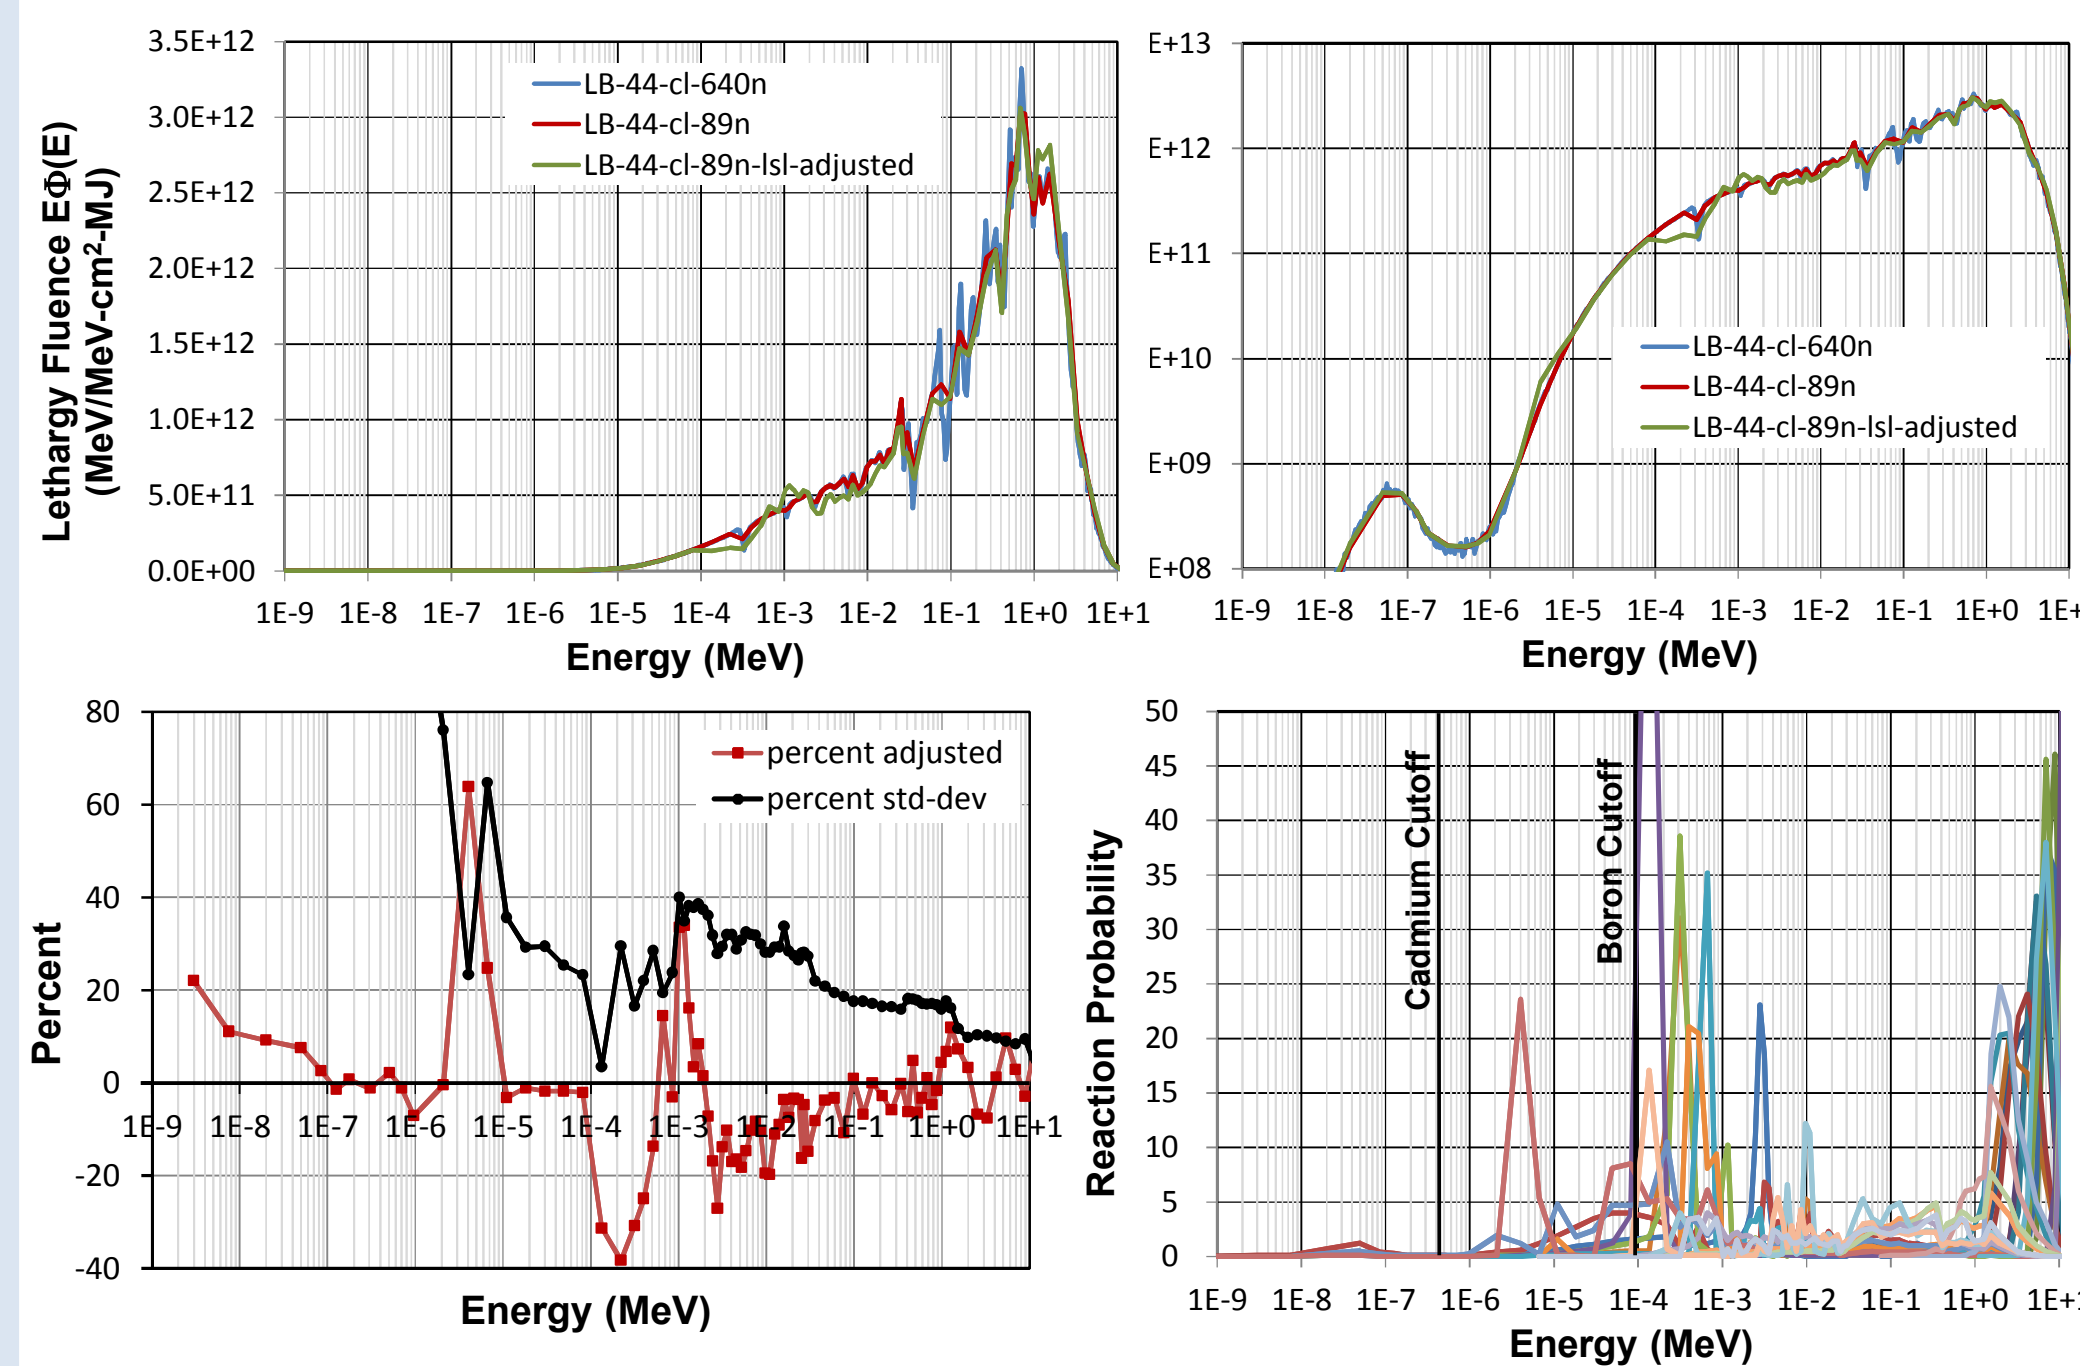 Lethargy Fluence EΦ(E)
(MeV/MeV-cm²-MJ)
3.5E+12
3.0E+12
2.5E+12
2.0E+12
1.5E+12
1.0E+12
5.0E+11
0.0E+00
LB-44-cl-640n
LB-44-cl-89n
LB-44-cl-89n-lsl-adjusted
1E-9 1E-8 1E-7 1E-6 1E-5 1E-4 1E-3 1E-2 1E-1 1E+0 1E+1
Energy (MeV)
E+13
E+12
E+11
E+10
E+09
E+08
LB-44-cl-640n
LB-44-cl-89n
LB-44-cl-89n-lsl-adjusted
1E-9 1E-8 1E-7 1E-6 1E-5 1E-4 1E-3 1E-2 1E-1 1E+0 1E+
Energy (MeV)
Percent
80
60
40
20
0
-20
-40
percent adjusted
percent std-dev
1E-9 1E-8 1E-7 1E-6 1E-5 1E-4 1E-3 1E-2 1E-1 1E+0 1E+1
Energy (MeV)
Reaction Probability
50
45
40
35
30
25
20
15
10
5
0
Cadmium Cutoff
Boron Cutoff
1E-9 1E-8 1E-7 1E-6 1E-5 1E-4 1E-3 1E-2 1E-1 1E+0 1E+1
Energy (MeV)